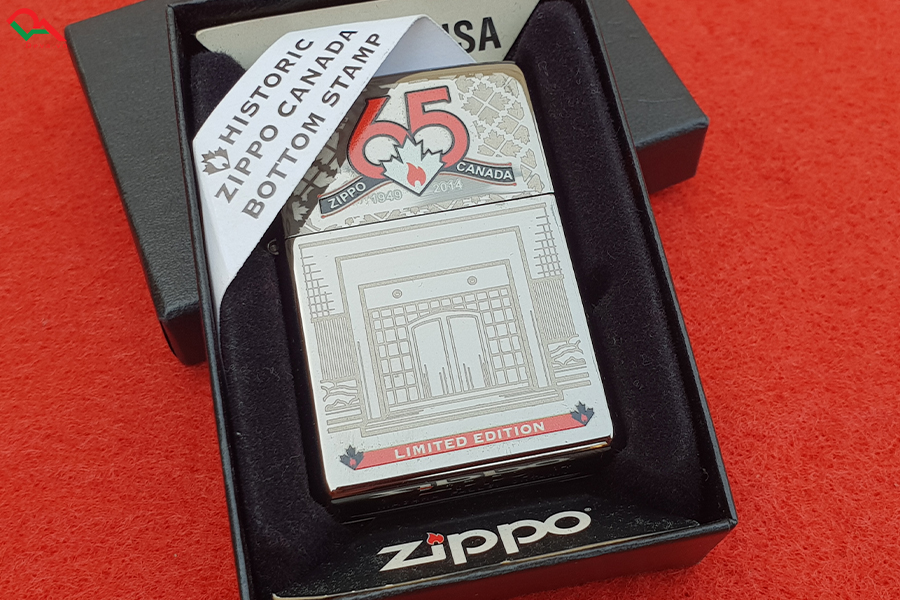 USA
HISTORIC
ZIPPO CANADA
BOTTOM STAMP
65
ZIPPO CANADA
1949 2014
LIMITED EDITION
zippo